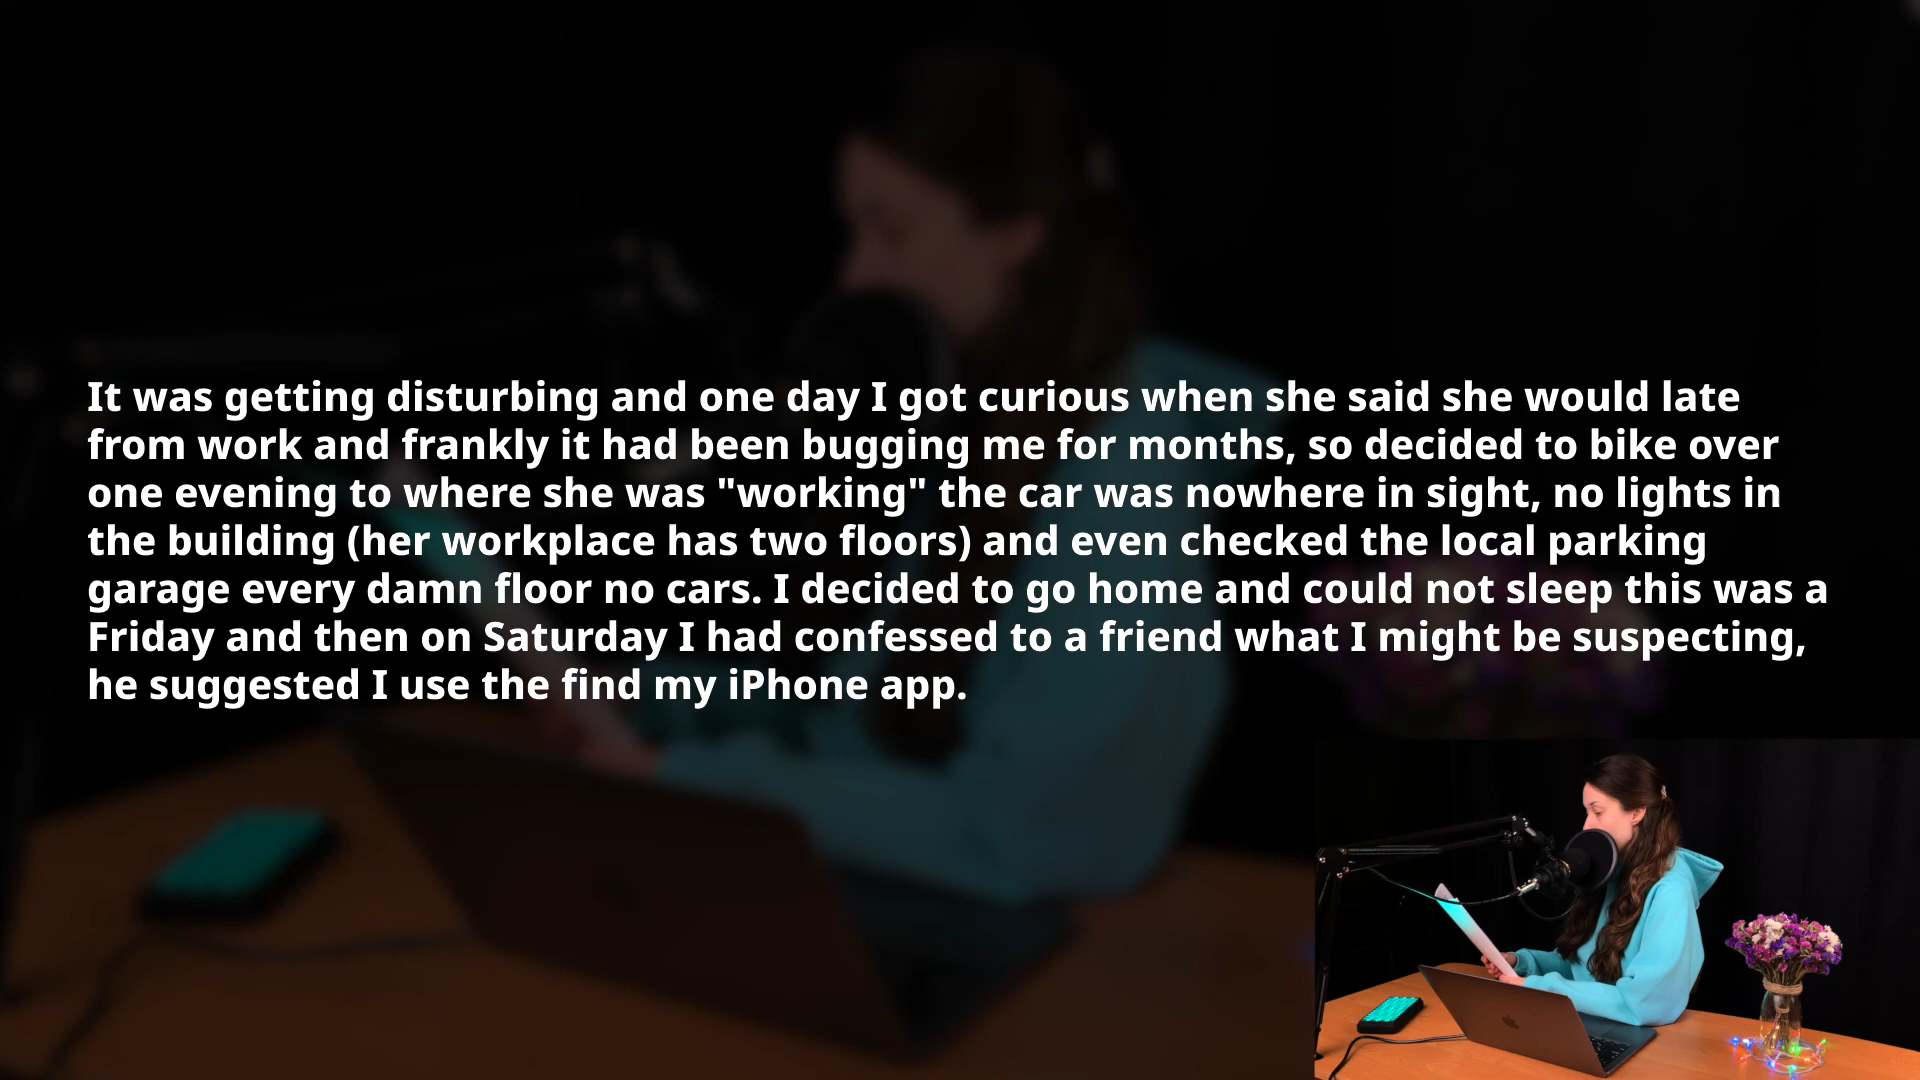 It was getting disturbing and one day I got curious when she said she would late
from work and frankly it had been bugging me for months, so decided to bike over
one evening to where she was "working" the car was nowhere in sight, no lights in
the building (her workplace has two floors) and even checked the local parking
garage every damn floor no cars. I decided to go home and could not sleep this was a
Friday and then on Saturday I had confessed to a friend what I might be suspecting,
he suggested I use the find my iPhone app.